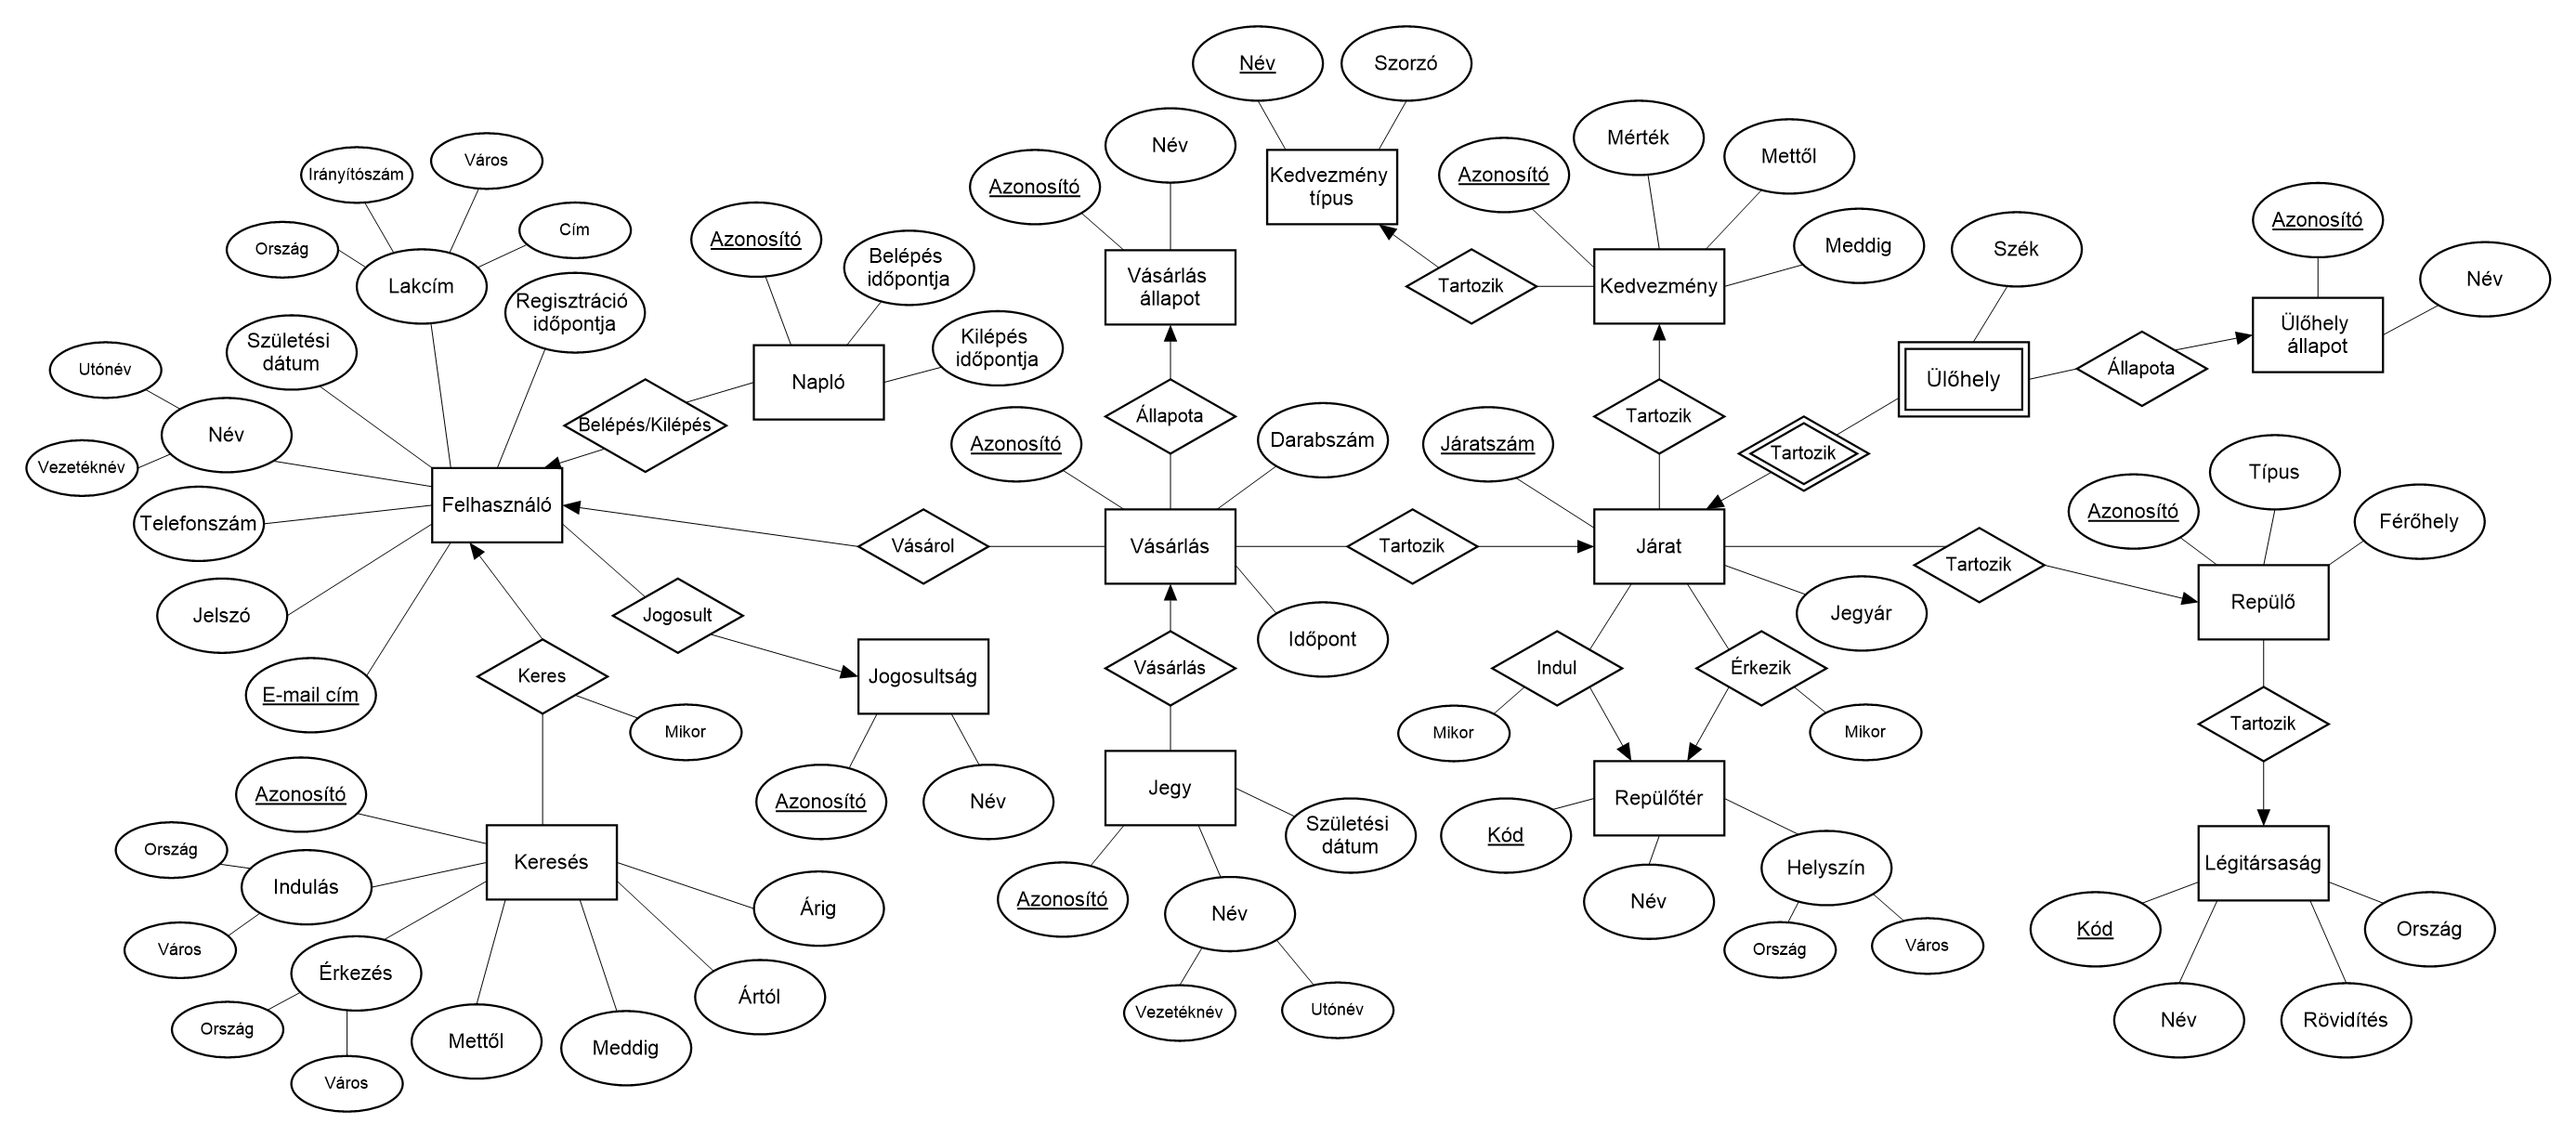 Név
Szorzó
Kedvezmény
típus
Azonosító
Mérték
Mettől
Meddig
Kedvezmény
Tartozik
Azonosító
Név
Vásárlás
állapot
Állapota
Irányítószám
Város
Ország
Cím
Lakcím
Regisztráció
időpontja
Születési
dátum
Utónév
Név
Vezetéknév
Telefonszám
Jelszó
E-mail cím
Felhasználó
Azonosító
Belépés
időpontja
Kilépés
időpontja
Napló
Belépés/Kilépés
Szék
Ülőhely
Állapota
Azonosító
Név
Ülőhely
állapot
Tartozik
Tartozik
Azonosító
Darabszám
Vásárlás
Időpont
Vásárol
Tartozik
Járatszám
Járat
Jegyár
Tartozik
Azonosító
Típus
Férőhely
Repülő
Jogosult
Jogosultság
Azonosító
Név
Keres
Mikor
Vásárlás
Jegy
Születési
dátum
Azonosító
Név
Vezetéknév
Utónév
Indul
Mikor
Érkezik
Mikor
Repülőtér
Kód
Név
Helyszín
Ország
Város
Tartozik
Légitársaság
Kód
Név
Rövidítés
Ország
Azonosító
Keresés
Ország
Indulás
Város
Érkezés
Ország
Város
Mettől
Meddig
Ártól
Árig